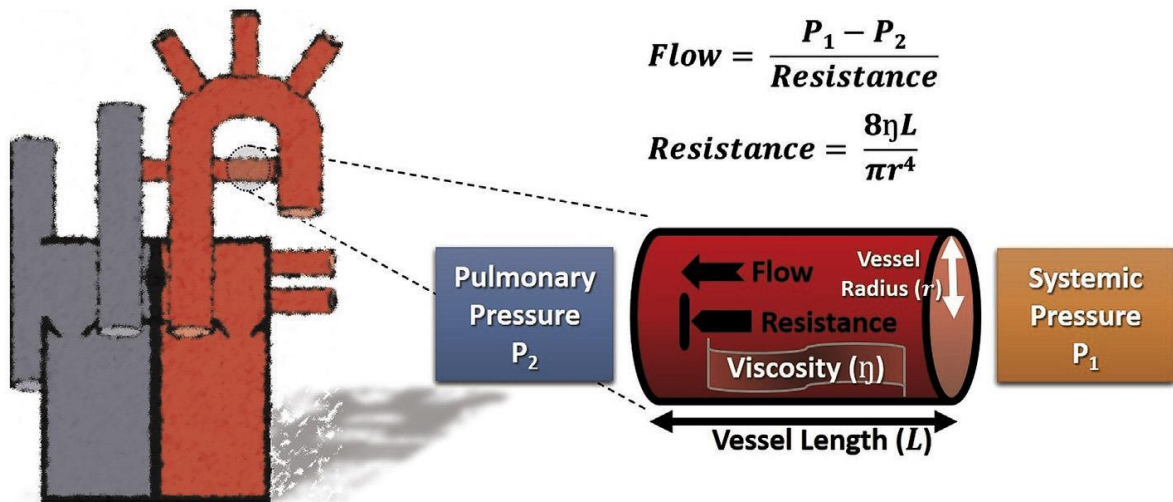 Flow = (P₁ − P₂) / Resistance
Resistance = 8ŋL / πr⁴
Pulmonary
Pressure
P₂
Flow
Resistance
Viscosity (ŋ)
Vessel
Radius (r)
Vessel Length (L)
Systemic
Pressure
P₁